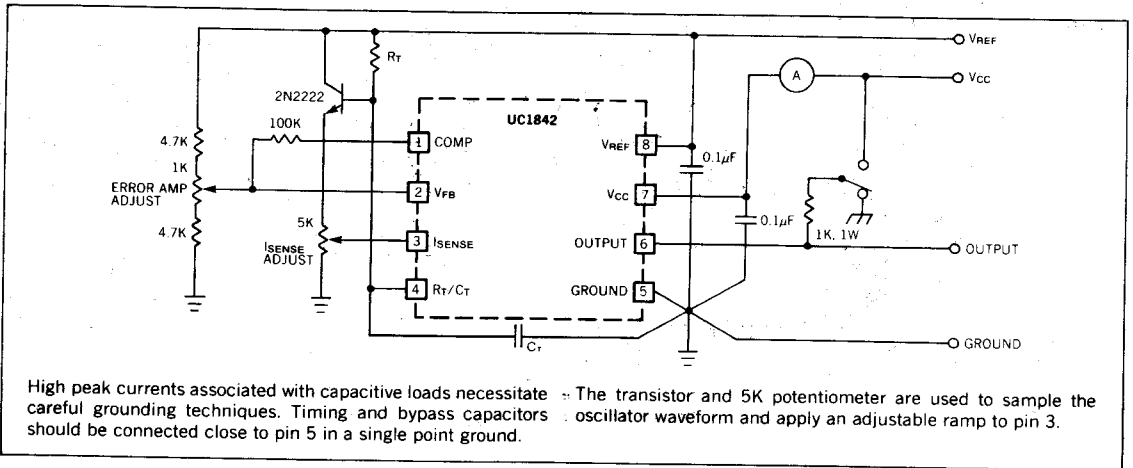 VREF
RT
A
VCC
2N2222
UC1842
100K
4.7K
1 COMP
VREF 8
0.1μF
1K
ERROR AMP
ADJUST
2 VFB
VCC 7
0.1μF
4.7K
5K
1K, 1W
ISENSE
ADJUST
3 ISENSE
OUTPUT 6
OUTPUT
4 RT/CT
GROUND 5
CT
GROUND
High peak currents associated with capacitive loads necessitate
careful grounding techniques. Timing and bypass capacitors
should be connected close to pin 5 in a single point ground.
The transistor and 5K potentiometer are used to sample the
oscillator waveform and apply an adjustable ramp to pin 3.